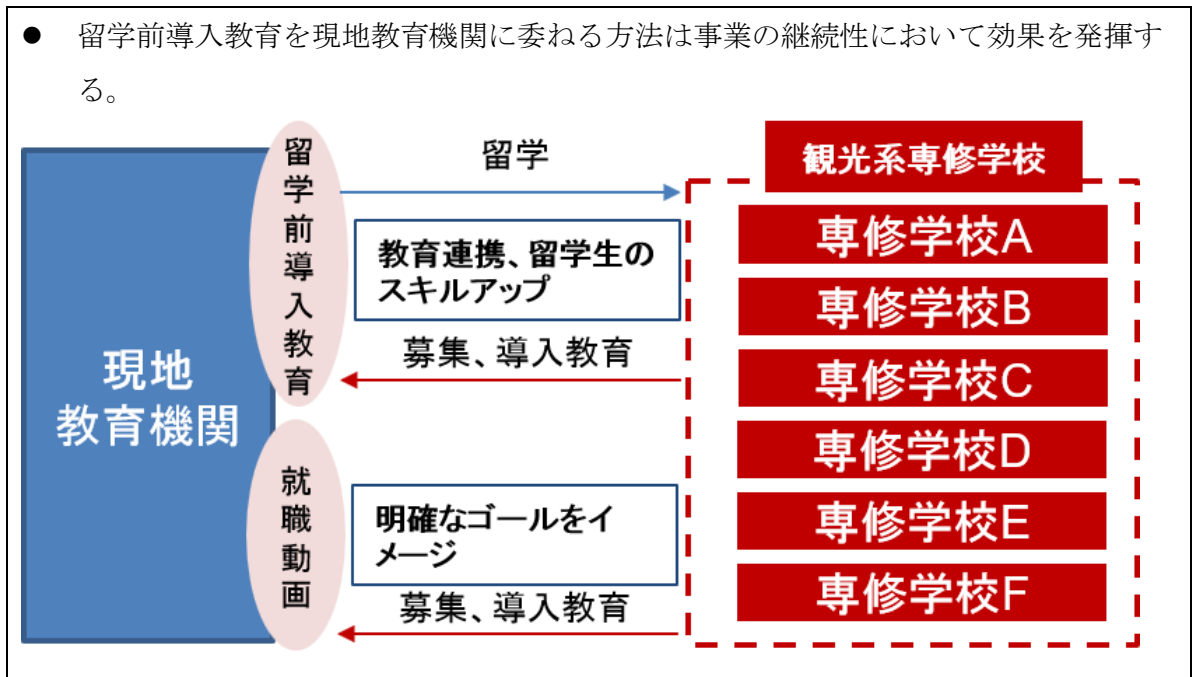 ● 留学前導入教育を現地教育機関に委ねる方法は事業の継続性において効果を発揮す
る。
現地
教育機関
留学前導入教育
就職動画
留学
教育連携、留学生の
スキルアップ
募集、導入教育
明確なゴールをイ
メージ
募集、導入教育
観光系専修学校
専修学校A
専修学校B
専修学校C
専修学校D
専修学校E
専修学校F